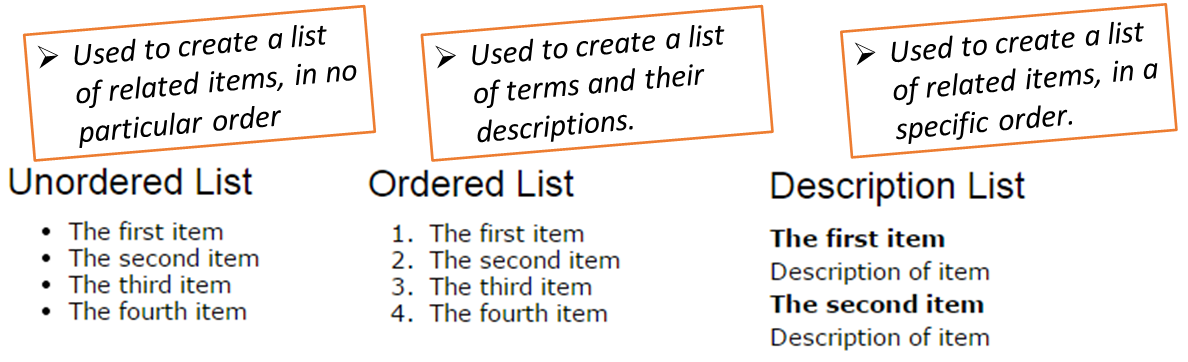 ➢ Used to create a list
of related items, in no
particular order
➢ Used to create a list
of terms and their
descriptions.
➢ Used to create a list
of related items, in a
specific order.
Unordered List
• The first item
• The second item
• The third item
• The fourth item
Ordered List
1. The first item
2. The second item
3. The third item
4. The fourth item
Description List
The first item
Description of item
The second item
Description of item